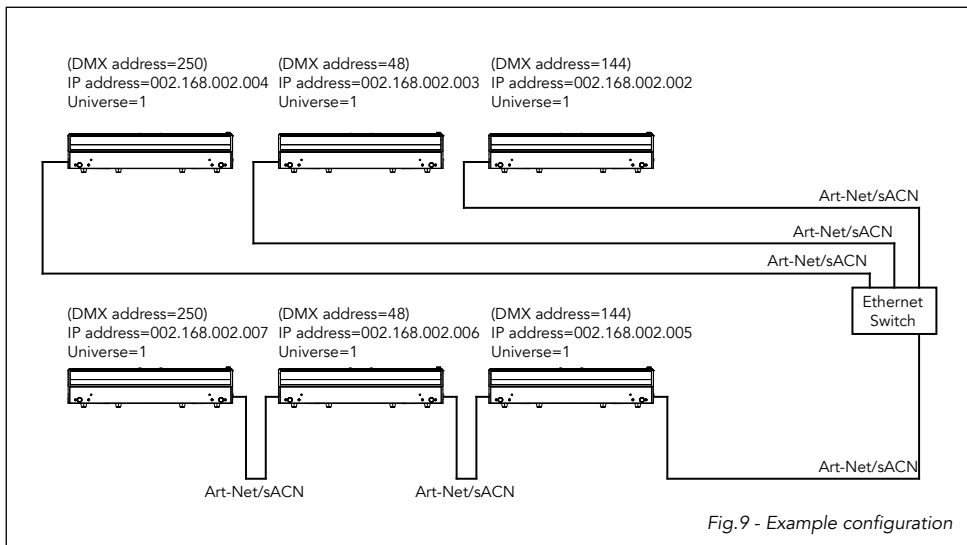 (DMX address=250)
IP address=002.168.002.004
Universe=1
(DMX address=48)
IP address=002.168.002.003
Universe=1
(DMX address=144)
IP address=002.168.002.002
Universe=1
Art-Net/sACN
Art-Net/sACN
Art-Net/sACN
Ethernet
Switch
(DMX address=250)
IP address=002.168.002.007
Universe=1
(DMX address=48)
IP address=002.168.002.006
Universe=1
(DMX address=144)
IP address=002.168.002.005
Universe=1
Art-Net/sACN
Art-Net/sACN
Art-Net/sACN
Fig.9 - Example configuration